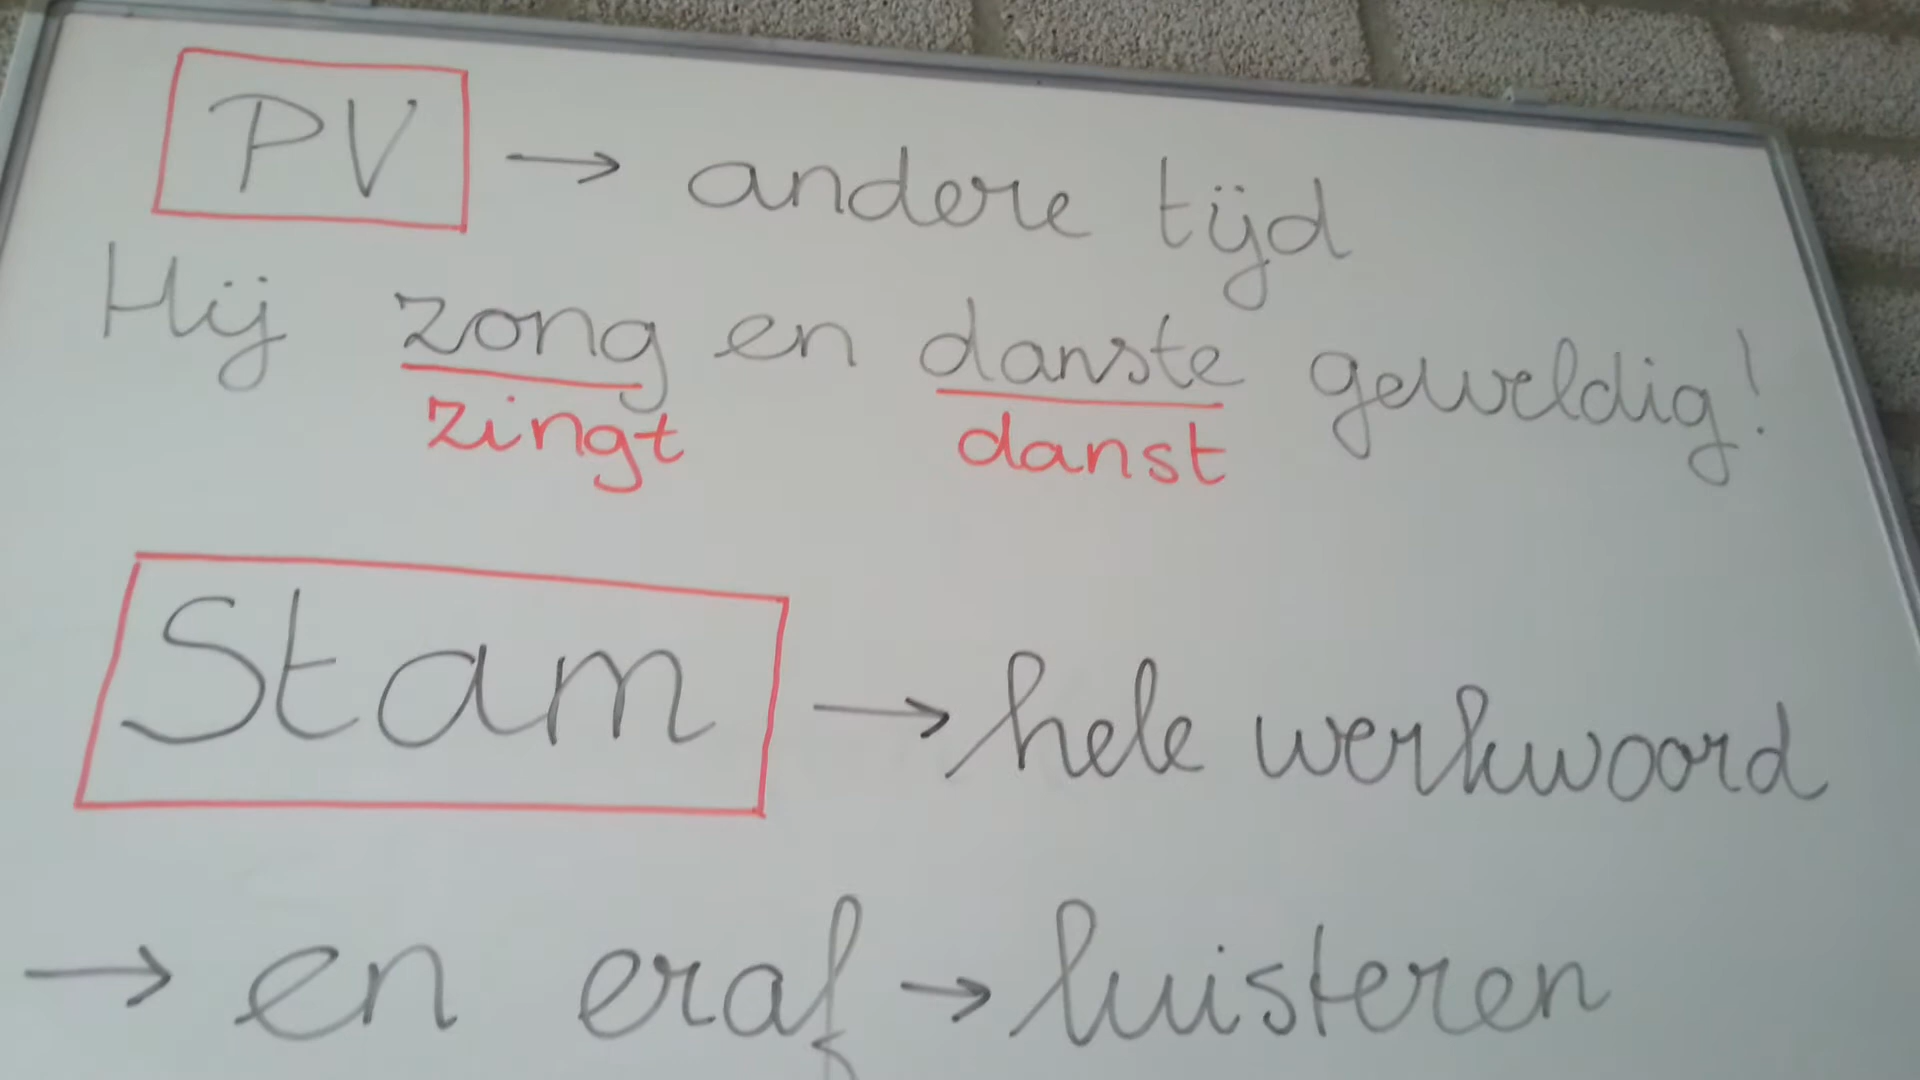 PV → andere tijd
Hij zong en danste geweldig!
zingt danst
Stam → hele werkwoord
→ en eraf → luisteren